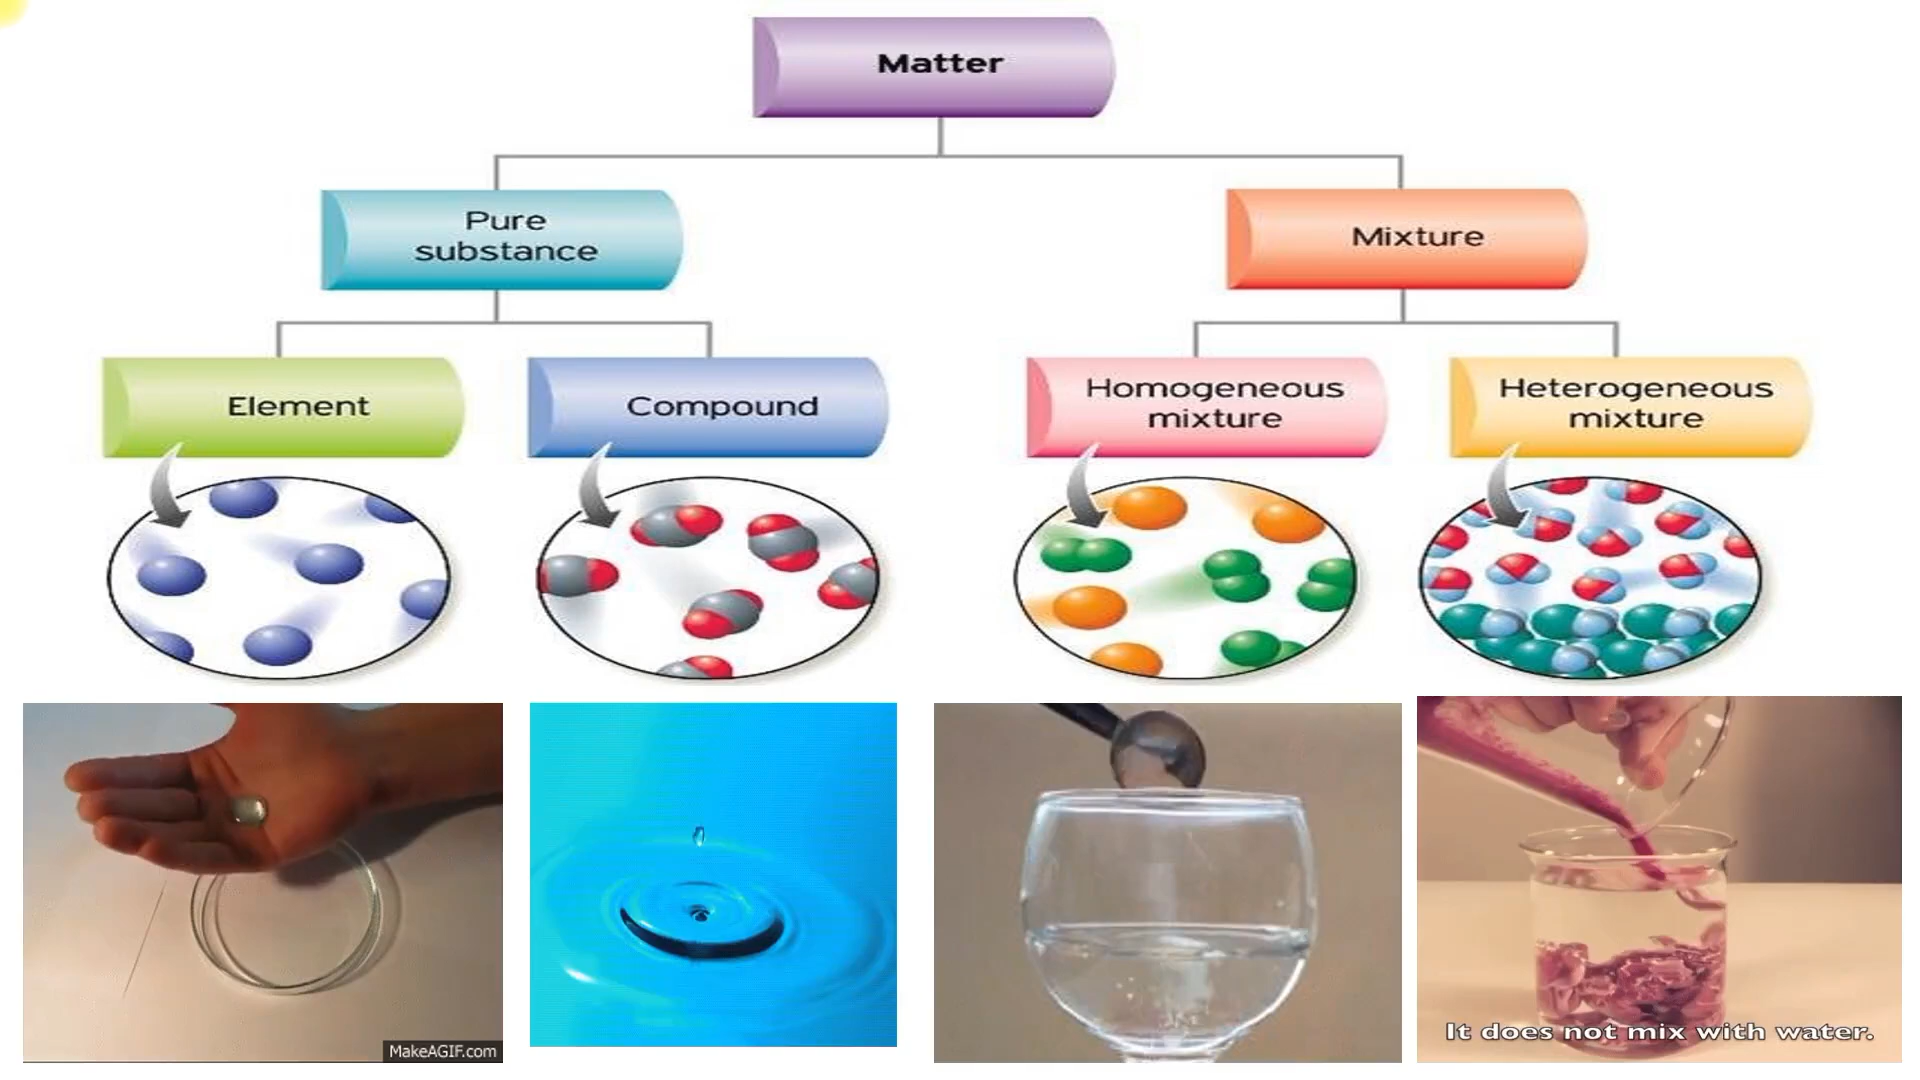 Matter
Pure
substance
Mixture
Element
Compound
Homogeneous
mixture
Heterogeneous
mixture
MakeAGIF.com
It does not mix with water.